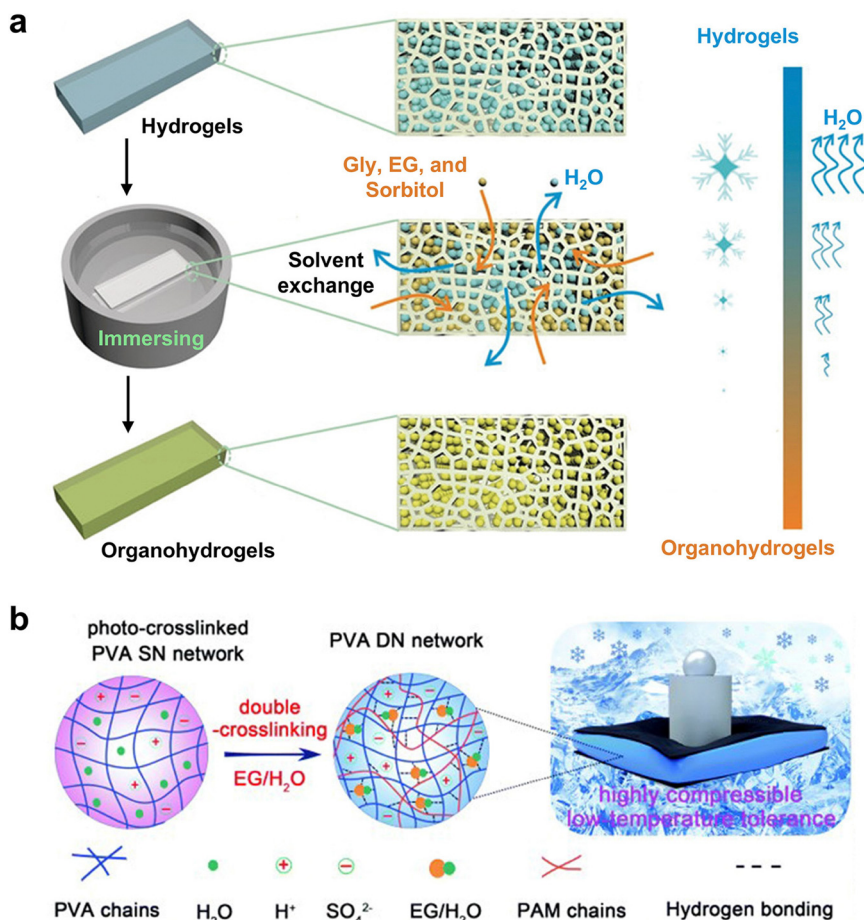 a
Hydrogels
Hydrogels
H₂O
Gly, EG, and
Sorbitol
H₂O
Solvent
exchange
Immersing
Organohydrogels
Organohydrogels
b
photo-crosslinked
PVA SN network
PVA DN network
double
-crosslinking
EG/H₂O
highly compressible
low-temperature tolerance
+
−
PVA chains
H₂O
H⁺
SO₄²⁻
EG/H₂O
PAM chains
Hydrogen bonding